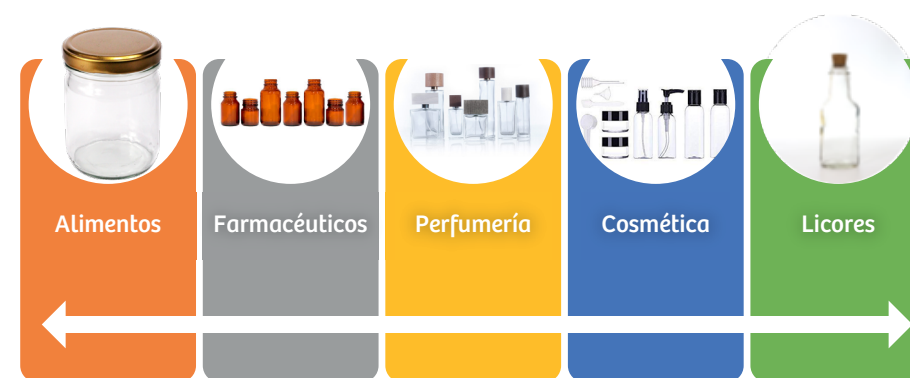 Alimentos
Farmacéuticos
Perfumería
Cosmética
Licores